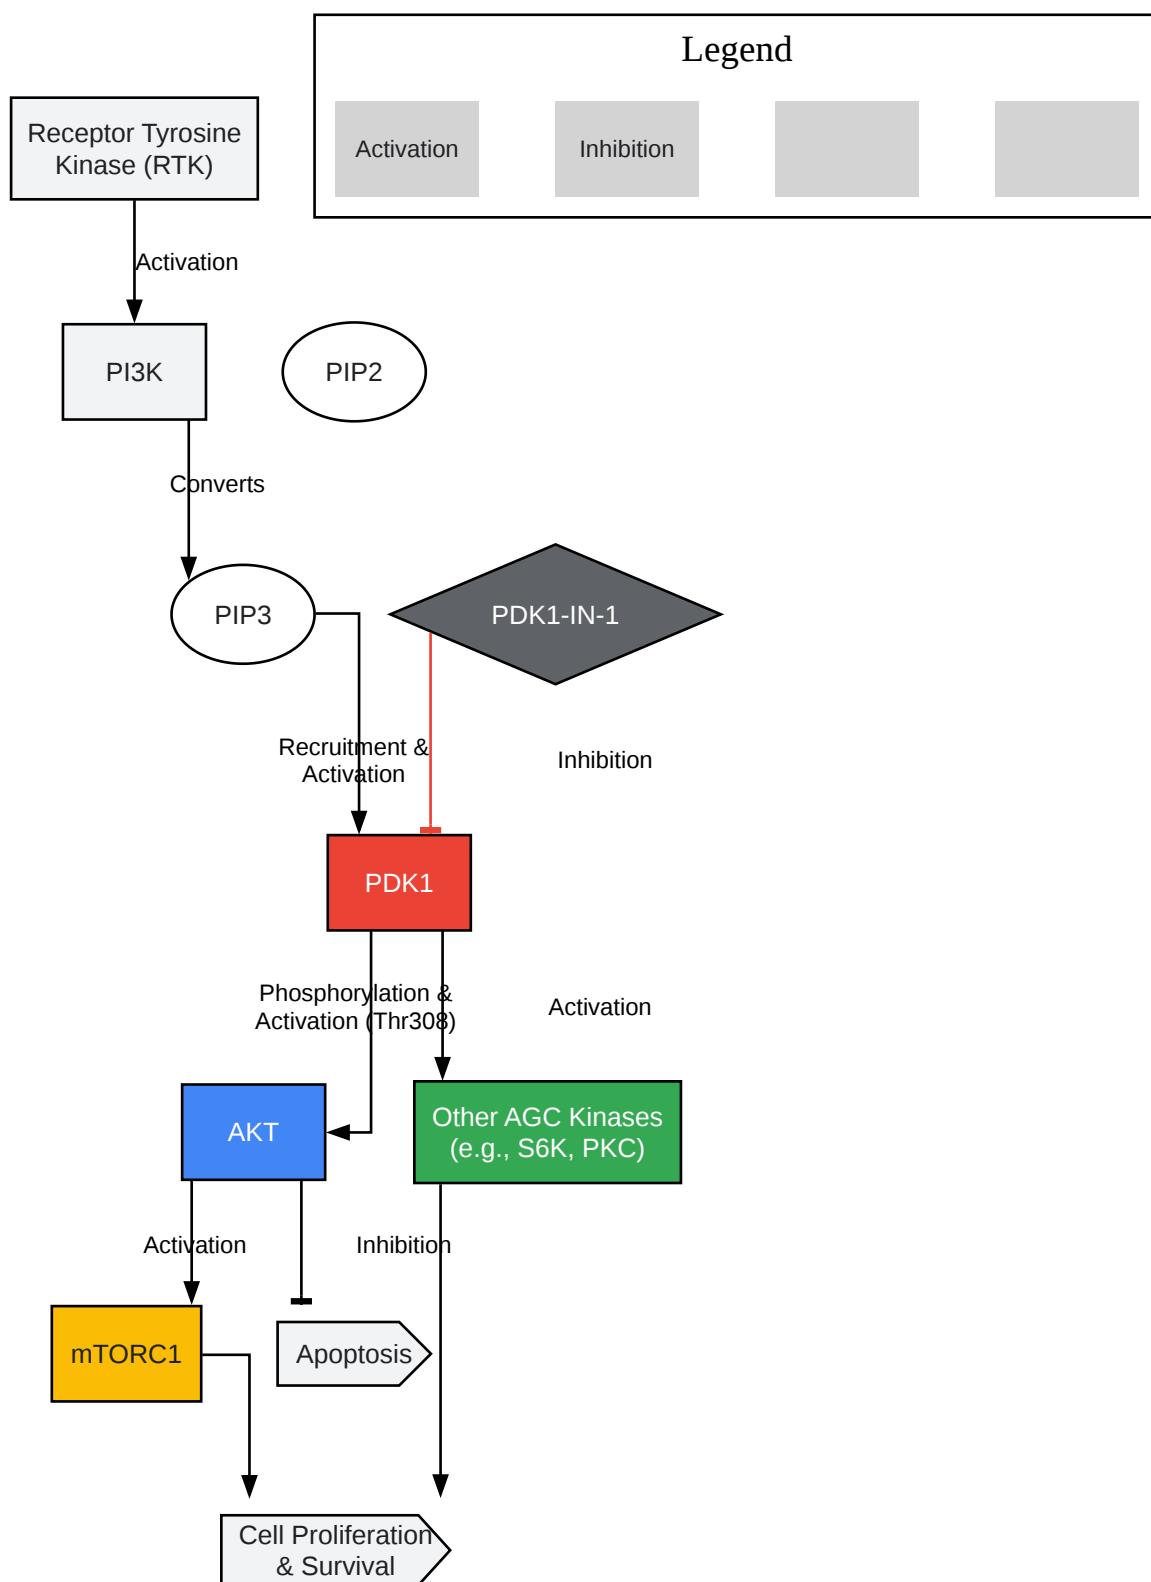 Legend
Activation
Inhibition
Receptor Tyrosine
Kinase (RTK)
Activation
PI3K
PIP2
Converts
PIP3
PDK1-IN-1
Recruitment &
Activation
Inhibition
PDK1
Phosphorylation &
Activation (Thr308)
Activation
AKT
Other AGC Kinases
(e.g., S6K, PKC)
Activation
Inhibition
mTORC1
Apoptosis
Cell Proliferation
& Survival